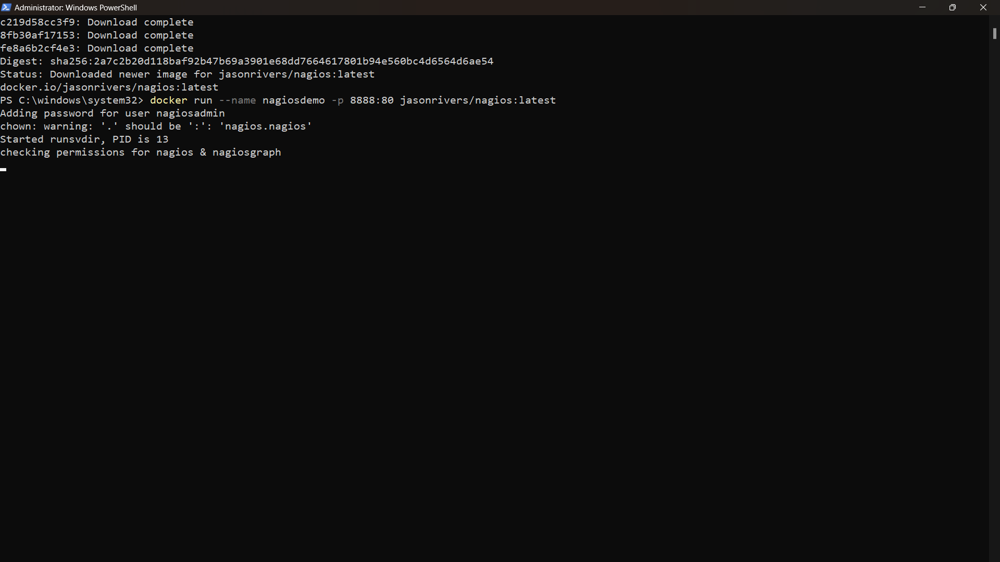 Administrator: Windows PowerShell
c219d58cc3f9: Download complete
8fb30af17153: Download complete
fe8a6b2cf4e3: Download complete
Digest: sha256:2a7c2b20d118baf92b47b69a3901e68dd7664617801b94e560bc4d6564d6ae54
Status: Downloaded newer image for jasonrivers/nagios:latest
docker.io/jasonrivers/nagios:latest
PS C:\windows\system32> docker run --name nagiosdemo -p 8888:80 jasonrivers/nagios:latest
Adding password for user nagiosadmin
chown: warning: '.' should be ':': 'nagios.nagios'
Started runsvdir, PID is 13
checking permissions for nagios & nagiosgraph